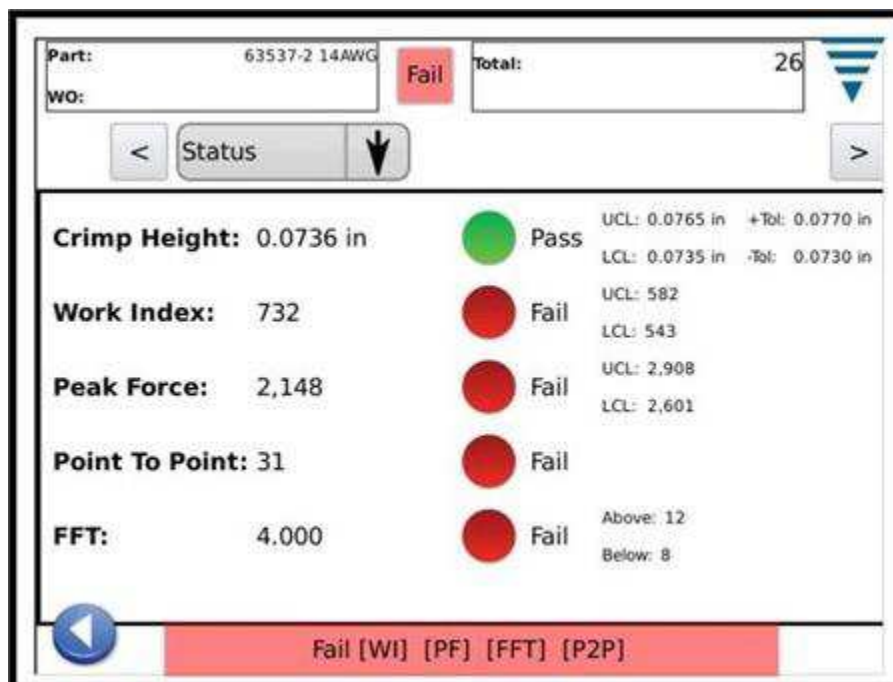 Part: 63537-2 14AWG
WO:
Fail
Total: 26
<
Status
>
Crimp Height: 0.0736 in Pass UCL: 0.0765 in +Tol: 0.0770 in
LCL: 0.0735 in -Tol: 0.0730 in
Work Index: 732 Fail UCL: 582
LCL: 543
Peak Force: 2,148 Fail UCL: 2,908
LCL: 2,601
Point To Point: 31 Fail
FFT: 4.000 Fail Above: 12
Below: 8
Fail [WI] [PF] [FFT] [P2P]